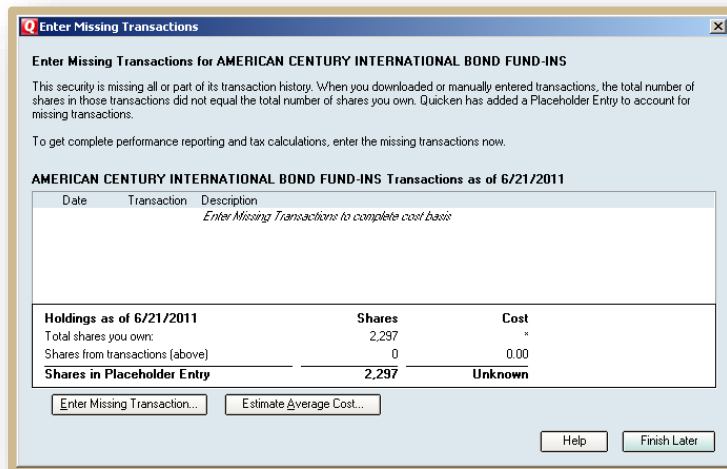 Q Enter Missing Transactions
Enter Missing Transactions for AMERICAN CENTURY INTERNATIONAL BOND FUND-INS
This security is missing all or part of its transaction history. When you downloaded or manually entered transactions, the total number of
shares in those transactions did not equal the total number of shares you own. Quicken has added a Placeholder Entry to account for
missing transactions.
To get complete performance reporting and tax calculations, enter the missing transactions now.
AMERICAN CENTURY INTERNATIONAL BOND FUND-INS Transactions as of 6/21/2011
Date Transaction Description
Enter Missing Transactions to complete cost basis
Holdings as of 6/21/2011 Shares Cost
Total shares you own: 2,297 *
Shares from transactions (above) 0 0.00
Shares in Placeholder Entry 2,297 Unknown
Enter Missing Transaction... Estimate Average Cost...
Help Finish Later